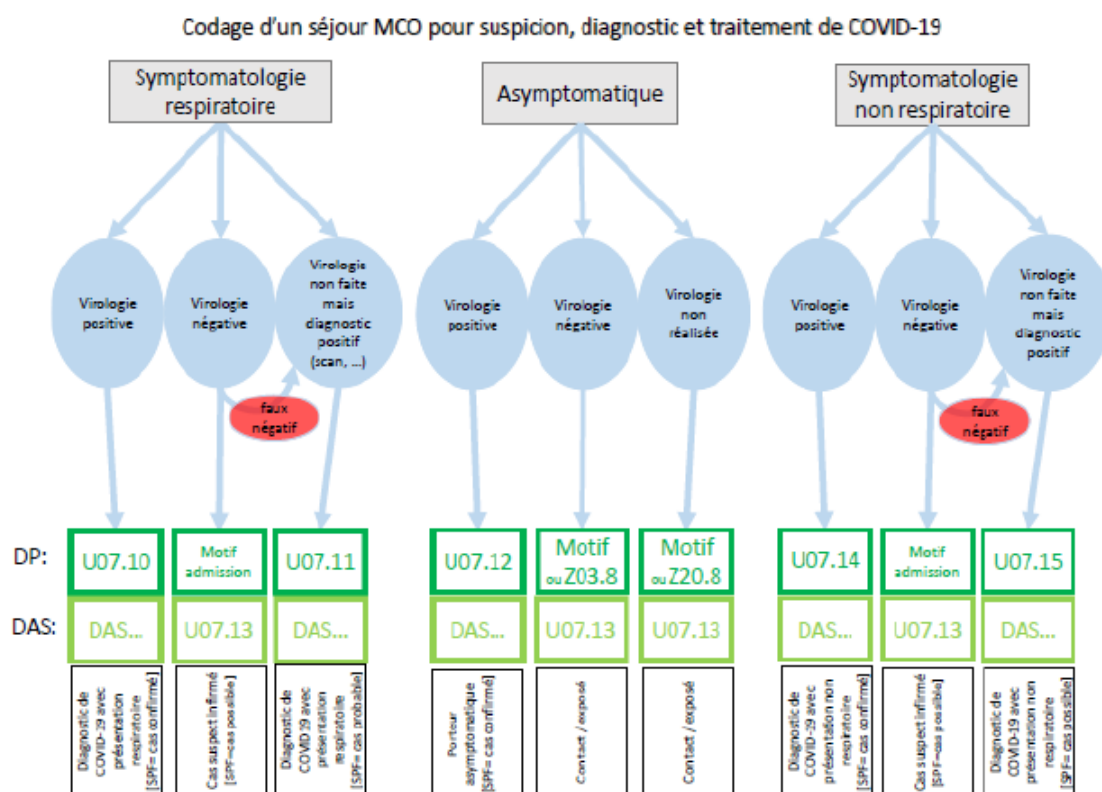 Codage d'un séjour MCO pour suspicion, diagnostic et traitement de COVID-19
Symptomatologie
respiratoire
Asymptomatique
Symptomatologie
non respiratoire
Virologie
positive
Virologie
négative
Virologie
non faite
mais
diagnostic
positif
(scan, ...)
Virologie
positive
Virologie
négative
Virologie
non
réalisée
Virologie
positive
Virologie
négative
Virologie
non faite
mais
diagnostic
positif
faux
négatif
faux
négatif
DP:
U07.10
Motif
admission
U07.11
U07.12
Motif
ou Z03.8
Motif
ou Z20.8
U07.14
Motif
admission
U07.15
DAS:
DAS...
U07.13
DAS...
DAS...
U07.13
U07.13
DAS...
U07.13
DAS...
Diagnostic de
COVID-19 avec
présentation
respiratoire
[SPF= cas confirmé]
Cas suspect infirmé
[SPF=cas possible]
Diagnostic de
COVID19 avec
présentation
respiratoire
[SPF= cas probable]
Porteur
asymptomatique
[SPF= cas confirmé]
Contact / exposé
Contact / exposé
Diagnostic de
COVID-19 avec
présentation non
respiratoire
[SPF= cas confirmé]
Cas suspect infirmé
[SPF=cas possible]
Diagnostic de
COVID-19 avec
présentation non
respiratoire
[SPF= cas possible]